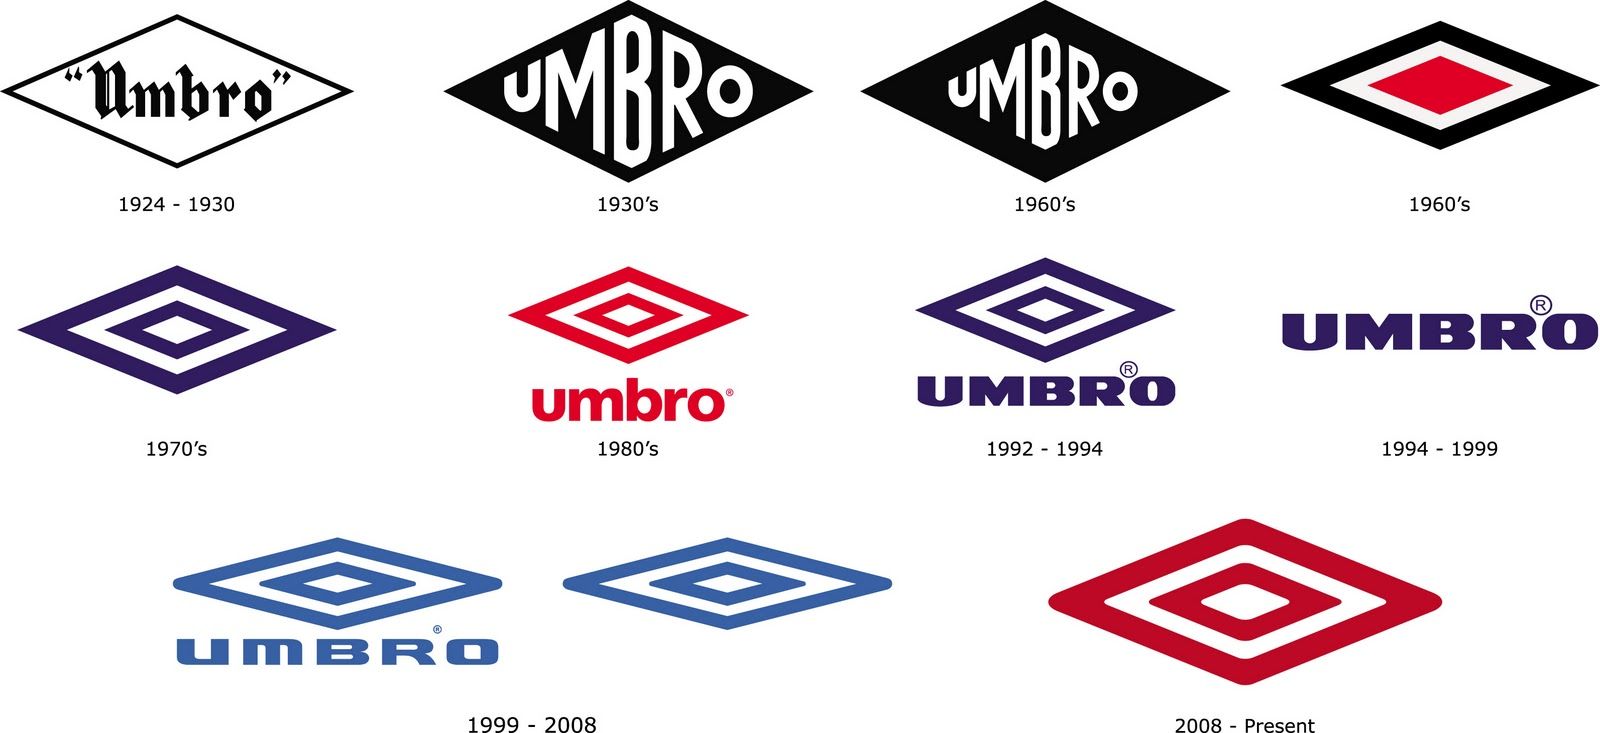 “Umbro”
UMBRO
UMBRO
1924 - 1930
1930’s
1960’s
1960’s
umbro®
UMBRO®
UMBRO®
1970’s
1980’s
1992 - 1994
1994 - 1999
UMBRO®
1999 - 2008
2008 - Present